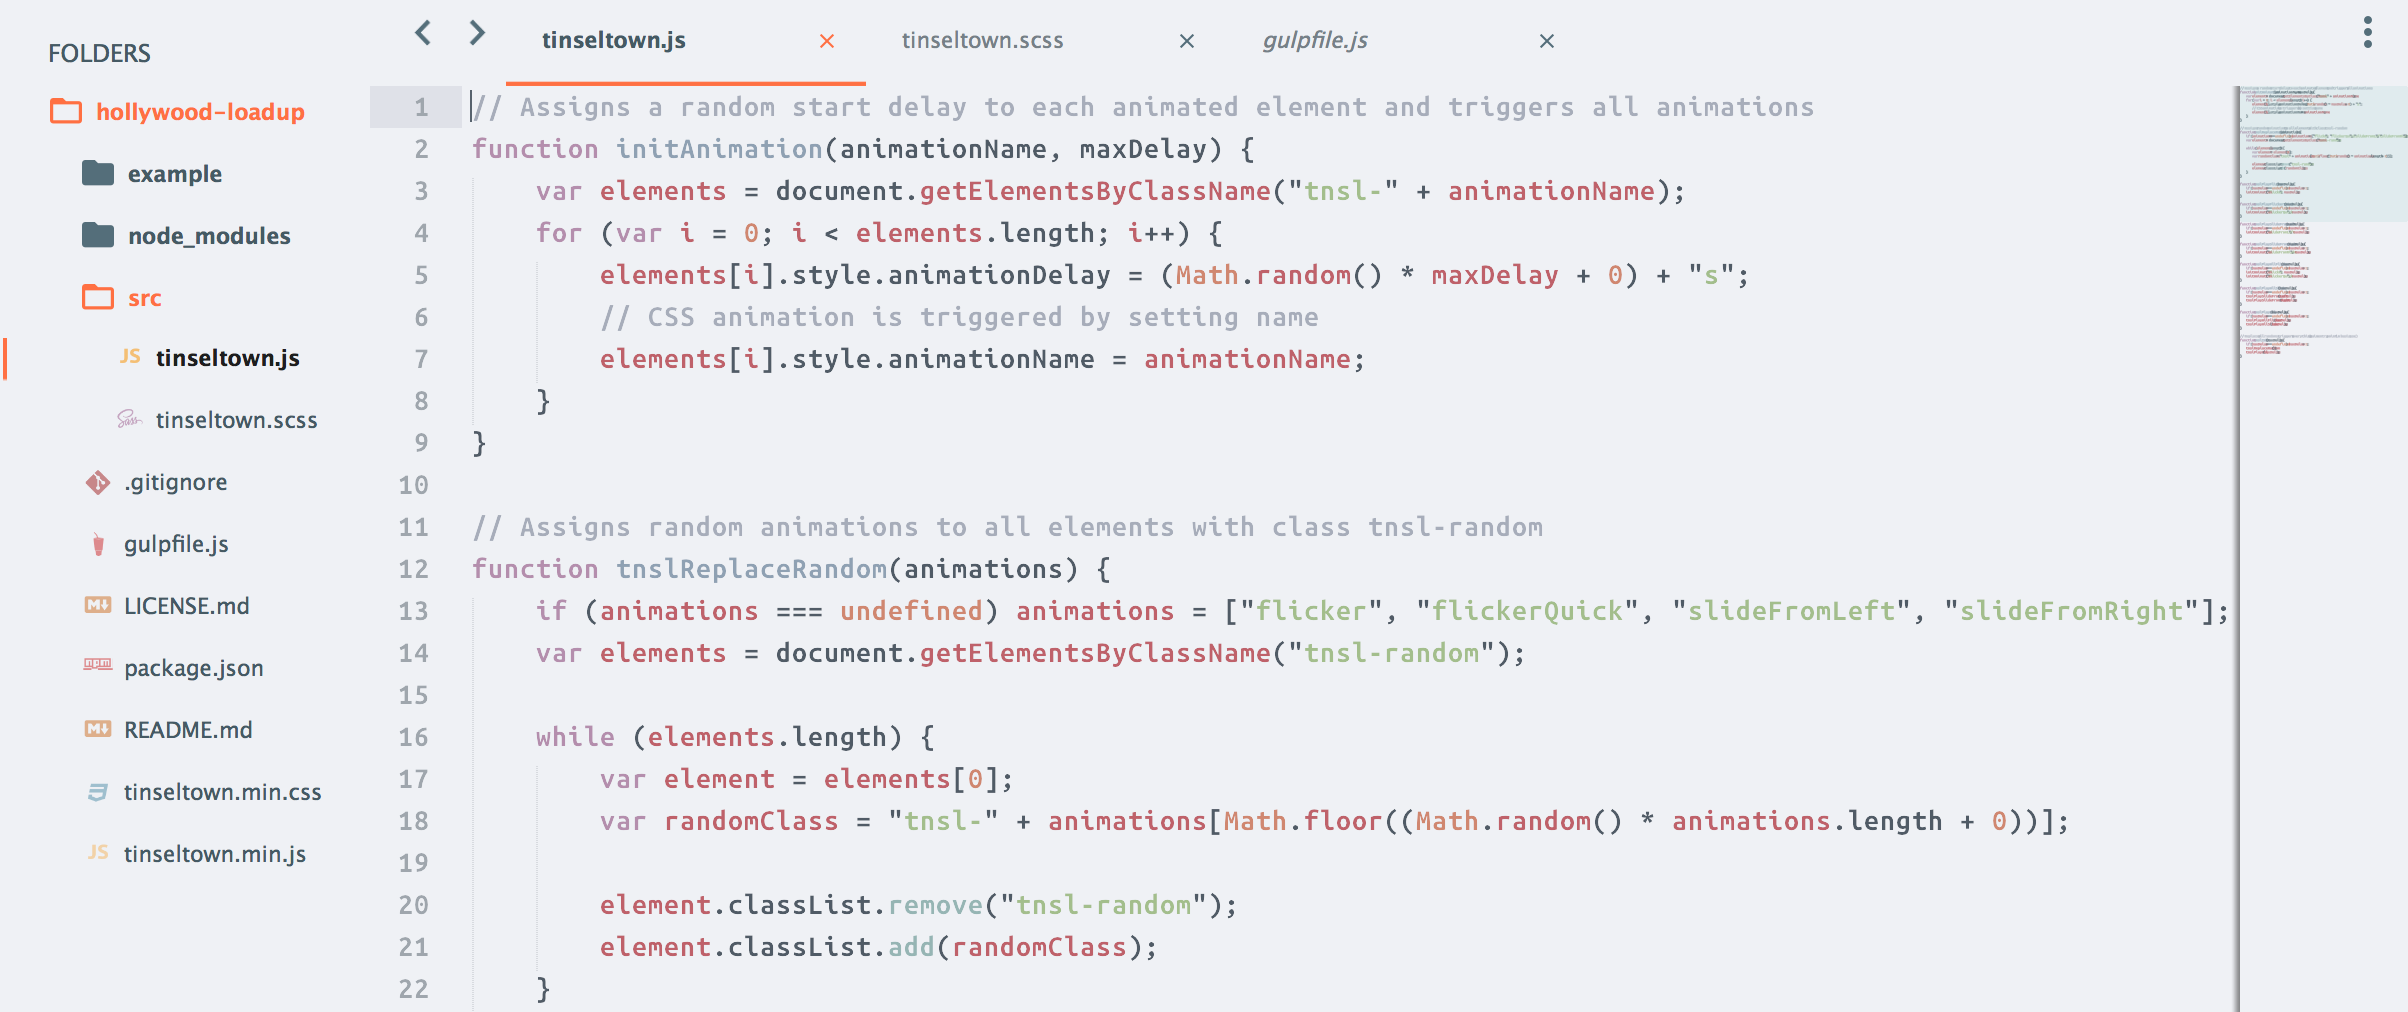 FOLDERS
hollywood-loadup
example
node_modules
src
JS tinseltown.js
Sass tinseltown.scss
.gitignore
gulpfile.js
M↓ LICENSE.md
npm package.json
M↓ README.md
tinseltown.min.css
JS tinseltown.min.js
tinseltown.js × tinseltown.scss × gulpfile.js ×
1 // Assigns a random start delay to each animated element and triggers all animations
2 function initAnimation(animationName, maxDelay) {
3     var elements = document.getElementsByClassName("tnsl-" + animationName);
4     for (var i = 0; i < elements.length; i++) {
5         elements[i].style.animationDelay = (Math.random() * maxDelay + 0) + "s";
6         // CSS animation is triggered by setting name
7         elements[i].style.animationName = animationName;
8     }
9 }
10
11 // Assigns random animations to all elements with class tnsl-random
12 function tnslReplaceRandom(animations) {
13     if (animations === undefined) animations = ["flicker", "flickerQuick", "slideFromLeft", "slideFromRight"];
14     var elements = document.getElementsByClassName("tnsl-random");
15
16     while (elements.length) {
17         var element = elements[0];
18         var randomClass = "tnsl-" + animations[Math.floor((Math.random() * animations.length + 0))];
19
20         element.classList.remove("tnsl-random");
21         element.classList.add(randomClass);
22     }